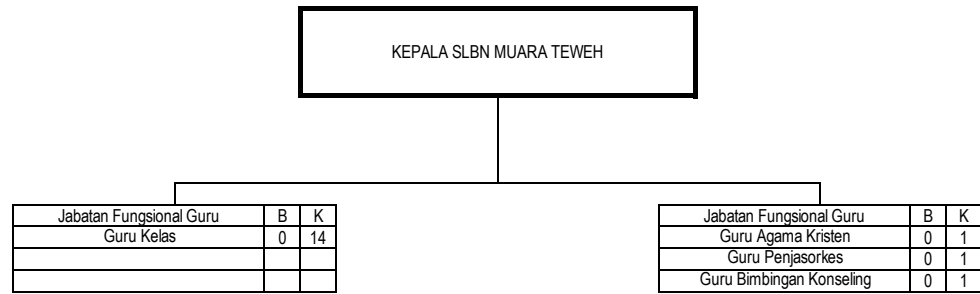 KEPALA SLBN MUARA TEWEH
Jabatan Fungsional Guru B K
Guru Kelas 0 14
Jabatan Fungsional Guru B K
Guru Agama Kristen 0 1
Guru Penjasorkes 0 1
Guru Bimbingan Konseling 0 1